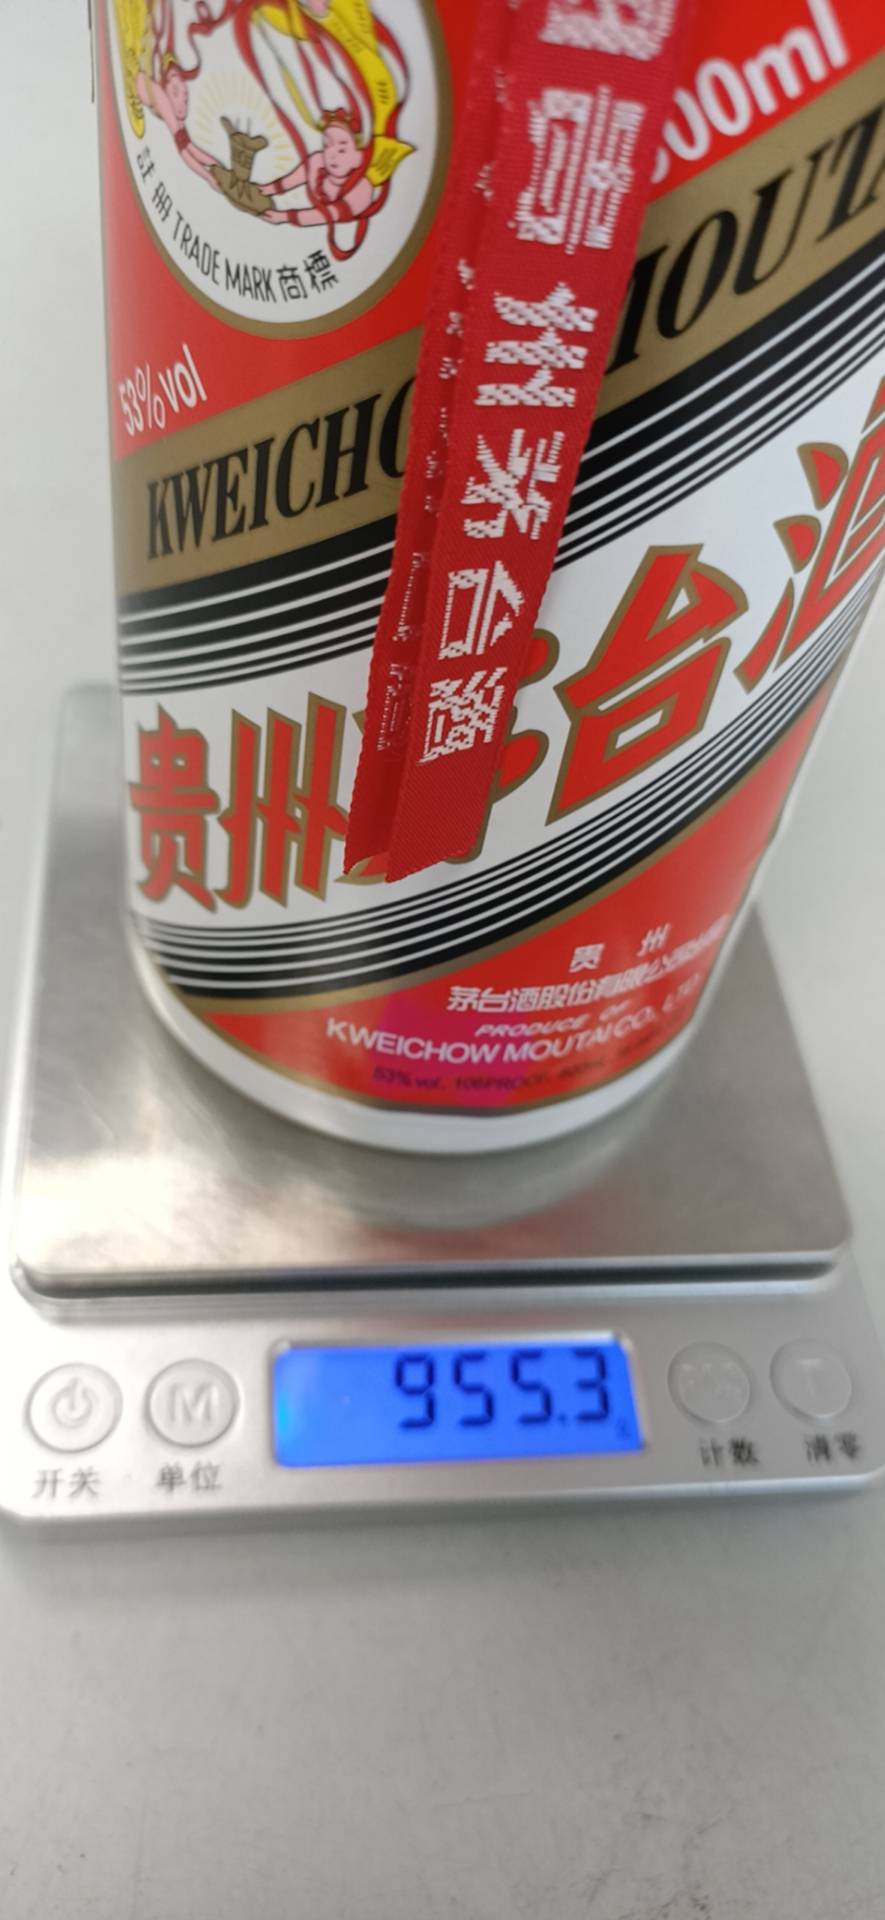 註册 TRADE MARK 商標
00ml
53%vol
KWEICHO
MOUTA
贵州茅台酒
贵州
台酒
贵 州
茅台酒股份有限公司
PRODUCE OF
KWEICHOW MOUTAI CO., LTD
53% vol. 106PROOF
955.3
M
T
开关
单位
计数
清零